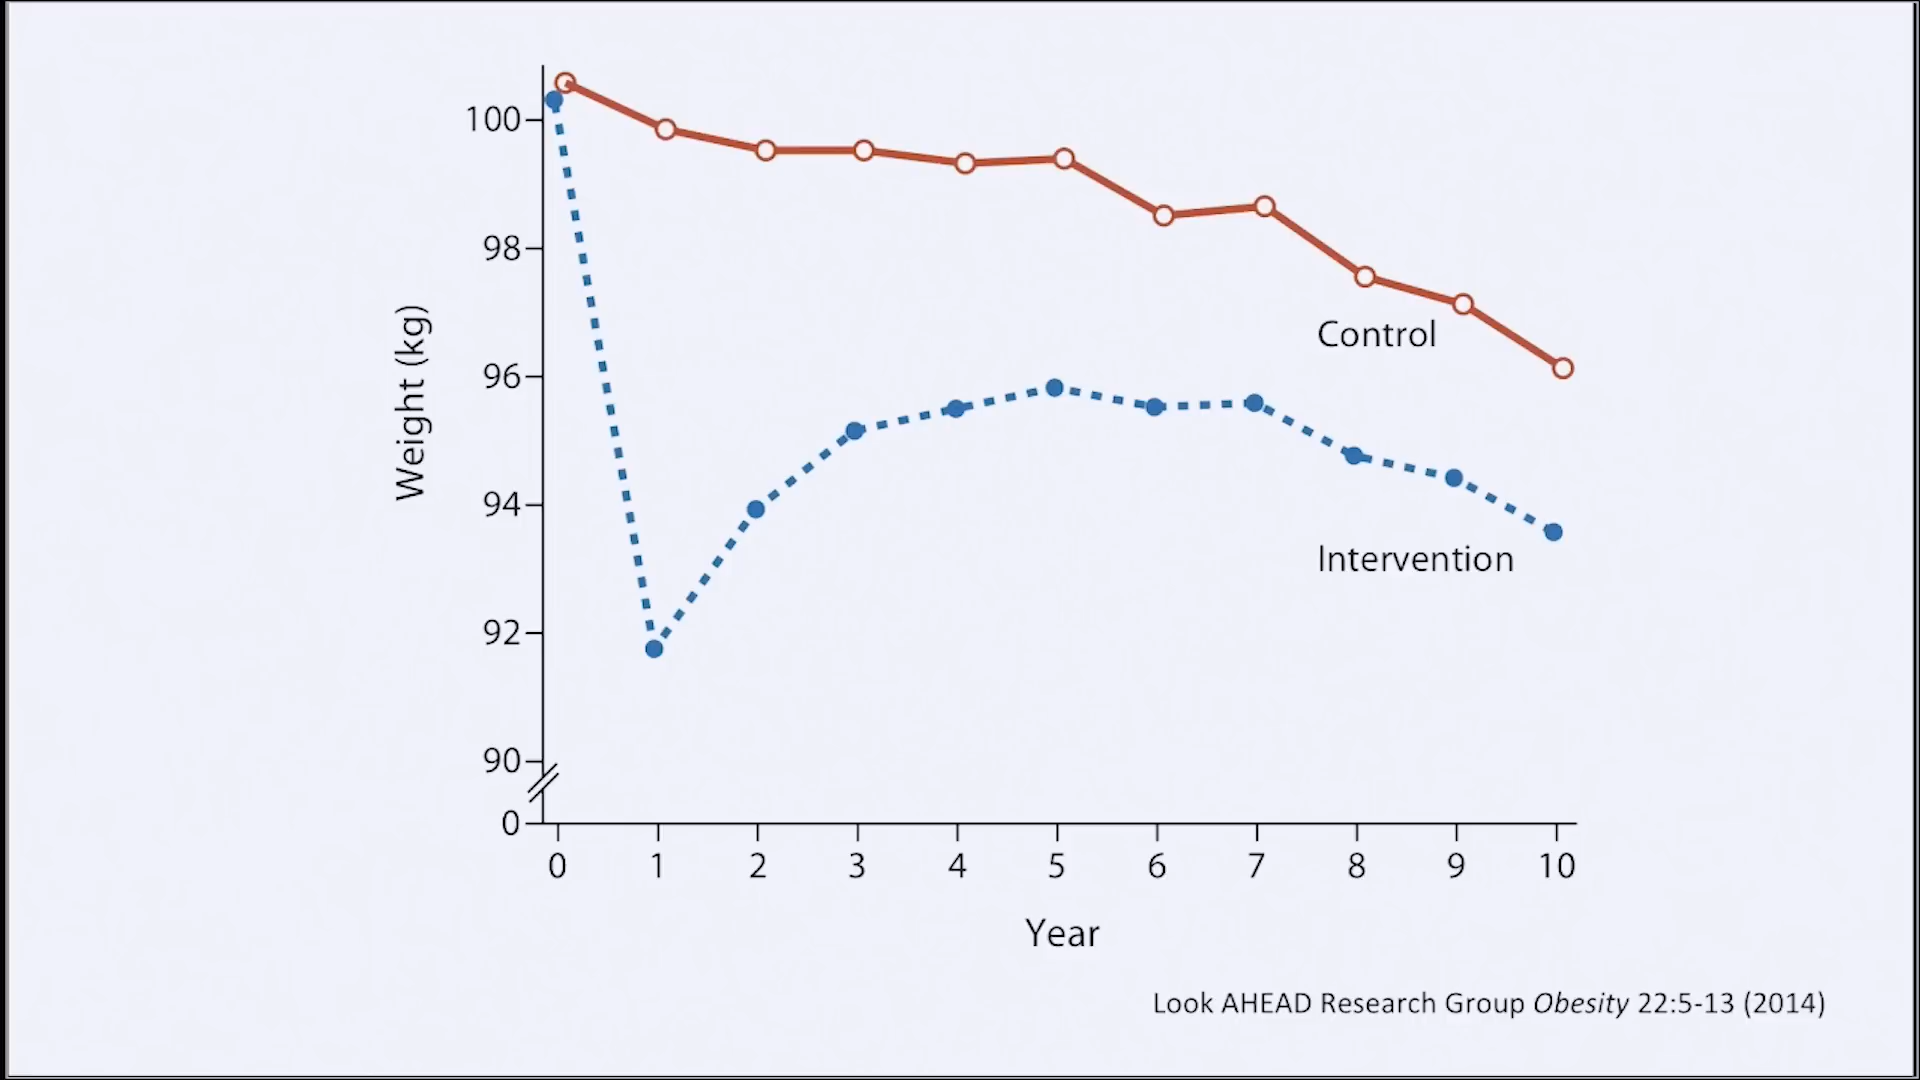 100
98
96
94
92
90
0
Weight (kg)
Control
Intervention
0 1 2 3 4 5 6 7 8 9 10
Year
Look AHEAD Research Group Obesity 22:5-13 (2014)